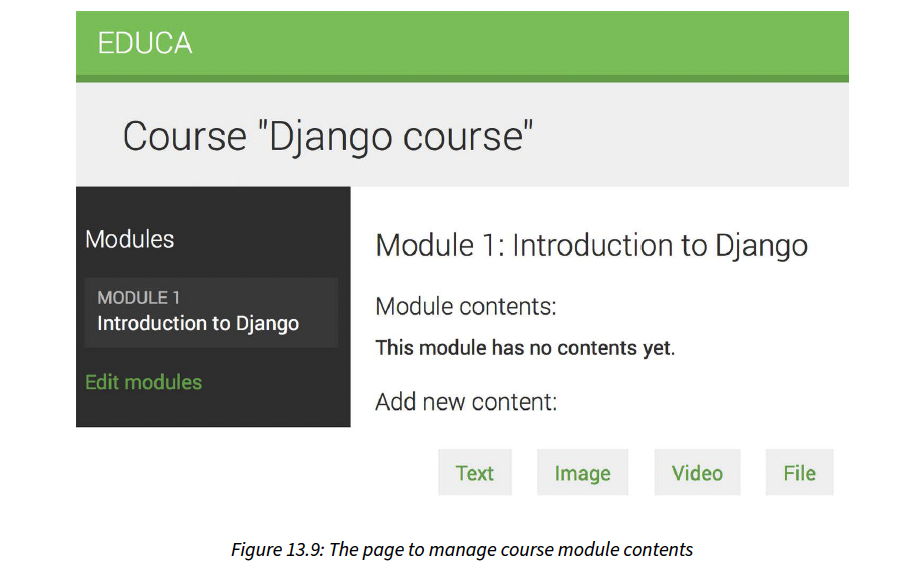 EDUCA
Course "Django course"
Modules
MODULE 1
Introduction to Django
Edit modules
Module 1: Introduction to Django
Module contents:
This module has no contents yet.
Add new content:
Text Image Video File
Figure 13.9: The page to manage course module contents